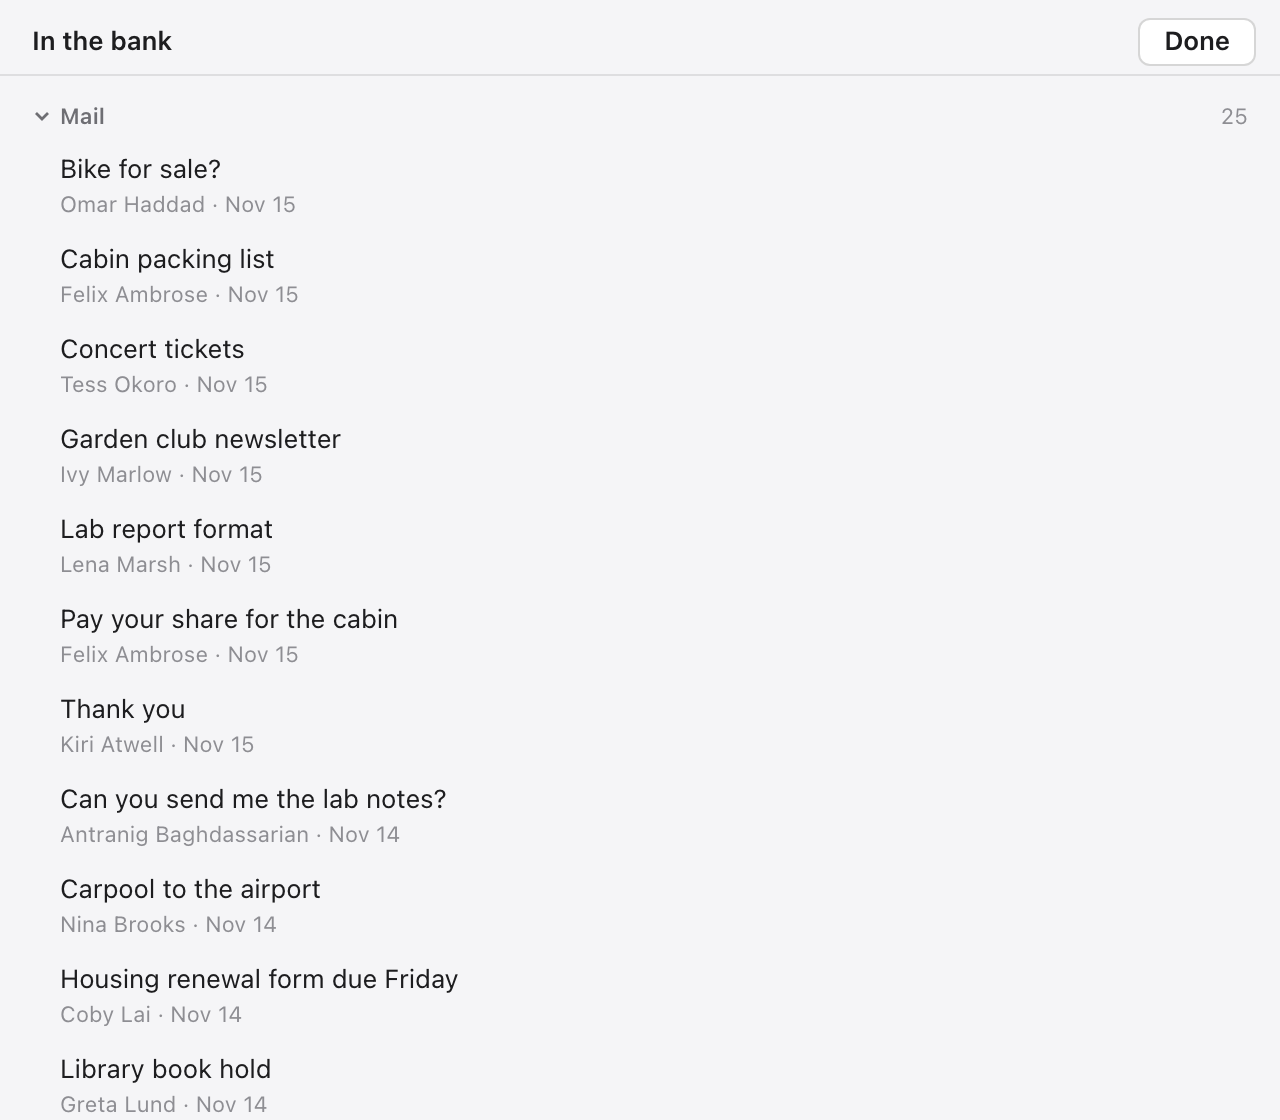 In the bank
Done
Mail
25
Bike for sale?
Omar Haddad · Nov 15
Cabin packing list
Felix Ambrose · Nov 15
Concert tickets
Tess Okoro · Nov 15
Garden club newsletter
Ivy Marlow · Nov 15
Lab report format
Lena Marsh · Nov 15
Pay your share for the cabin
Felix Ambrose · Nov 15
Thank you
Kiri Atwell · Nov 15
Can you send me the lab notes?
Antranig Baghdassarian · Nov 14
Carpool to the airport
Nina Brooks · Nov 14
Housing renewal form due Friday
Coby Lai · Nov 14
Library book hold
Greta Lund · Nov 14